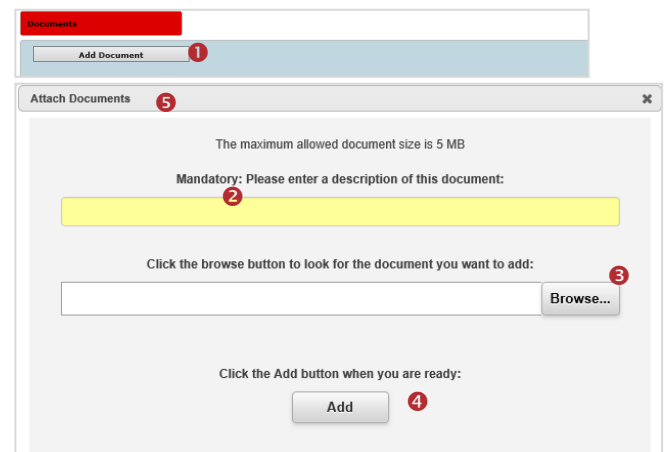 Documents
Add Document 1
Attach Documents 5 ✖
The maximum allowed document size is 5 MB
Mandatory: Please enter a description of this document:
2
Click the browse button to look for the document you want to add:
3
Browse...
Click the Add button when you are ready:
Add 4